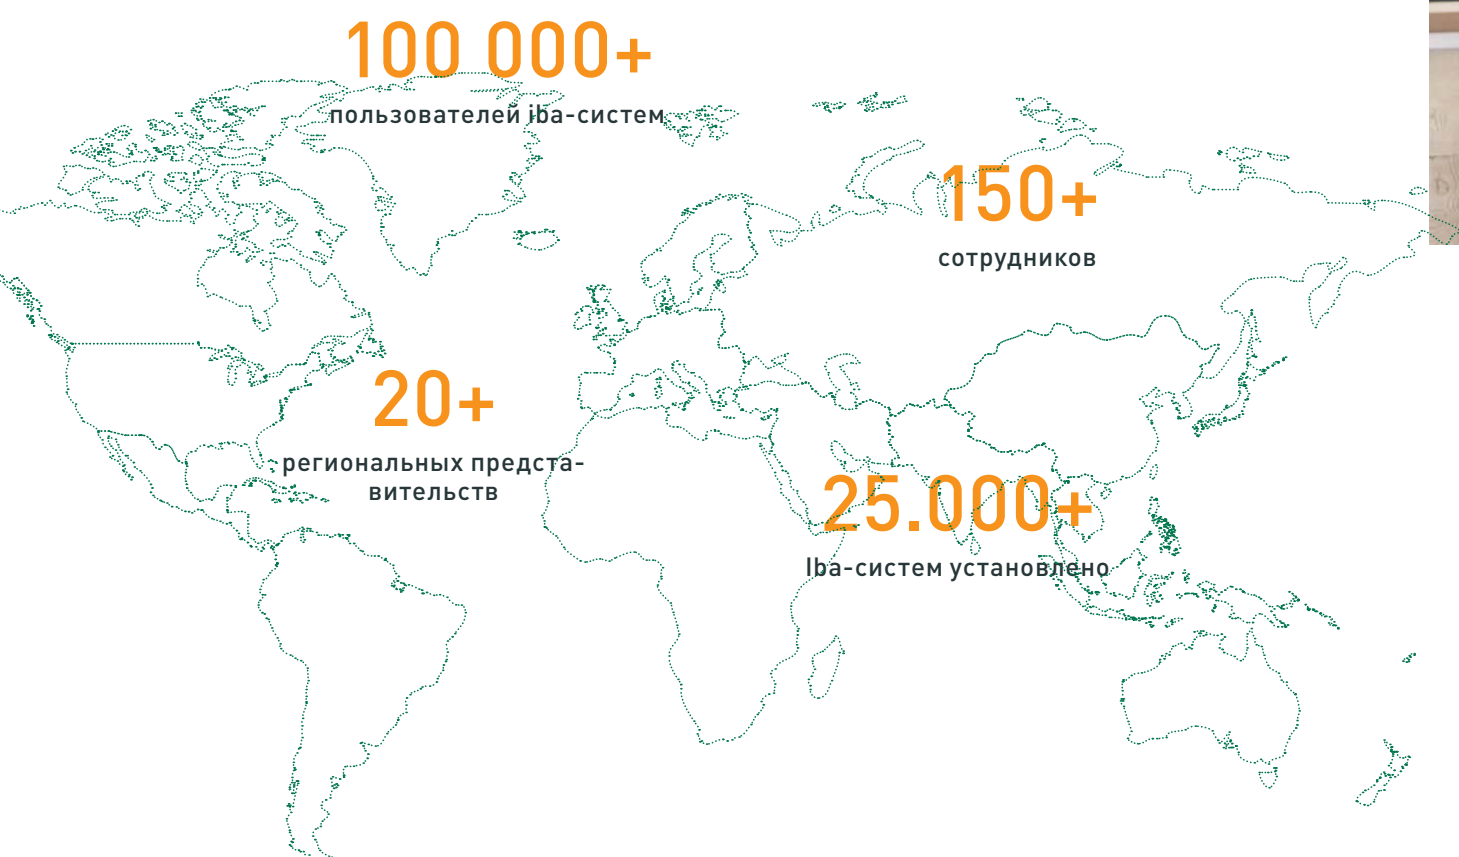 100 000+
пользователей iba-систем
150+
сотрудников
20+
региональных предста-
вительств
25.000+
Iba-систем установлено